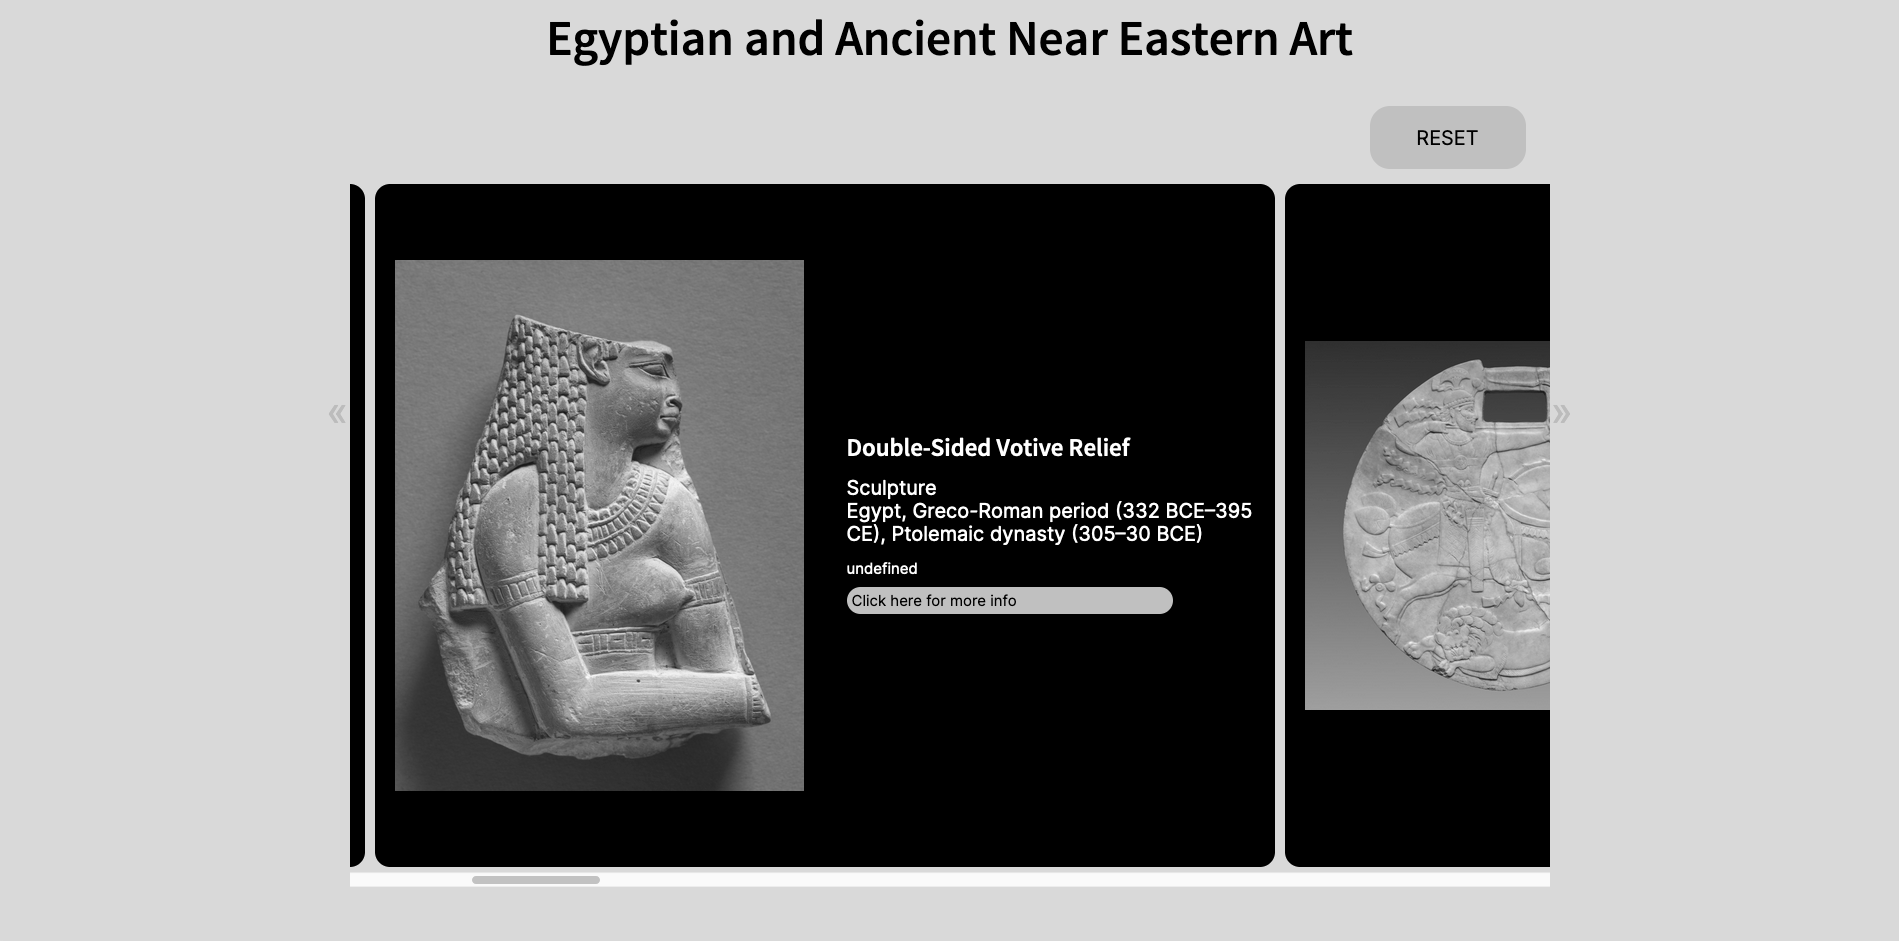 Egyptian and Ancient Near Eastern Art
RESET
«
»
Double-Sided Votive Relief
Sculpture
Egypt, Greco-Roman period (332 BCE–395
CE), Ptolemaic dynasty (305–30 BCE)
undefined
Click here for more info